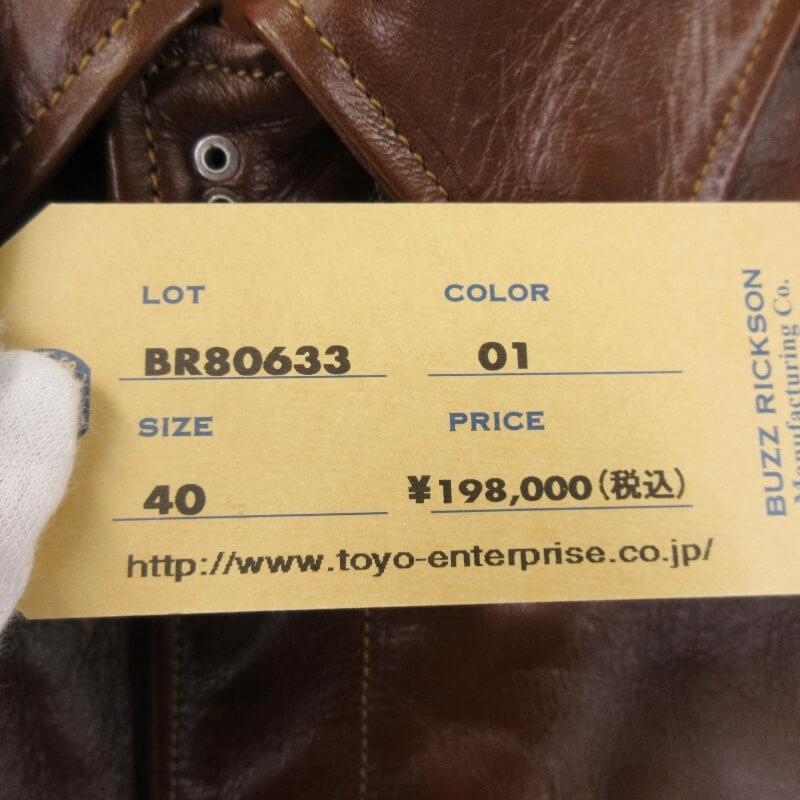 LOT
BR80633
COLOR
01
SIZE
40
PRICE
¥198,000(税込)
http://www.toyo-enterprise.co.jp/
BUZZ RICKSON
Manufacturing Co.